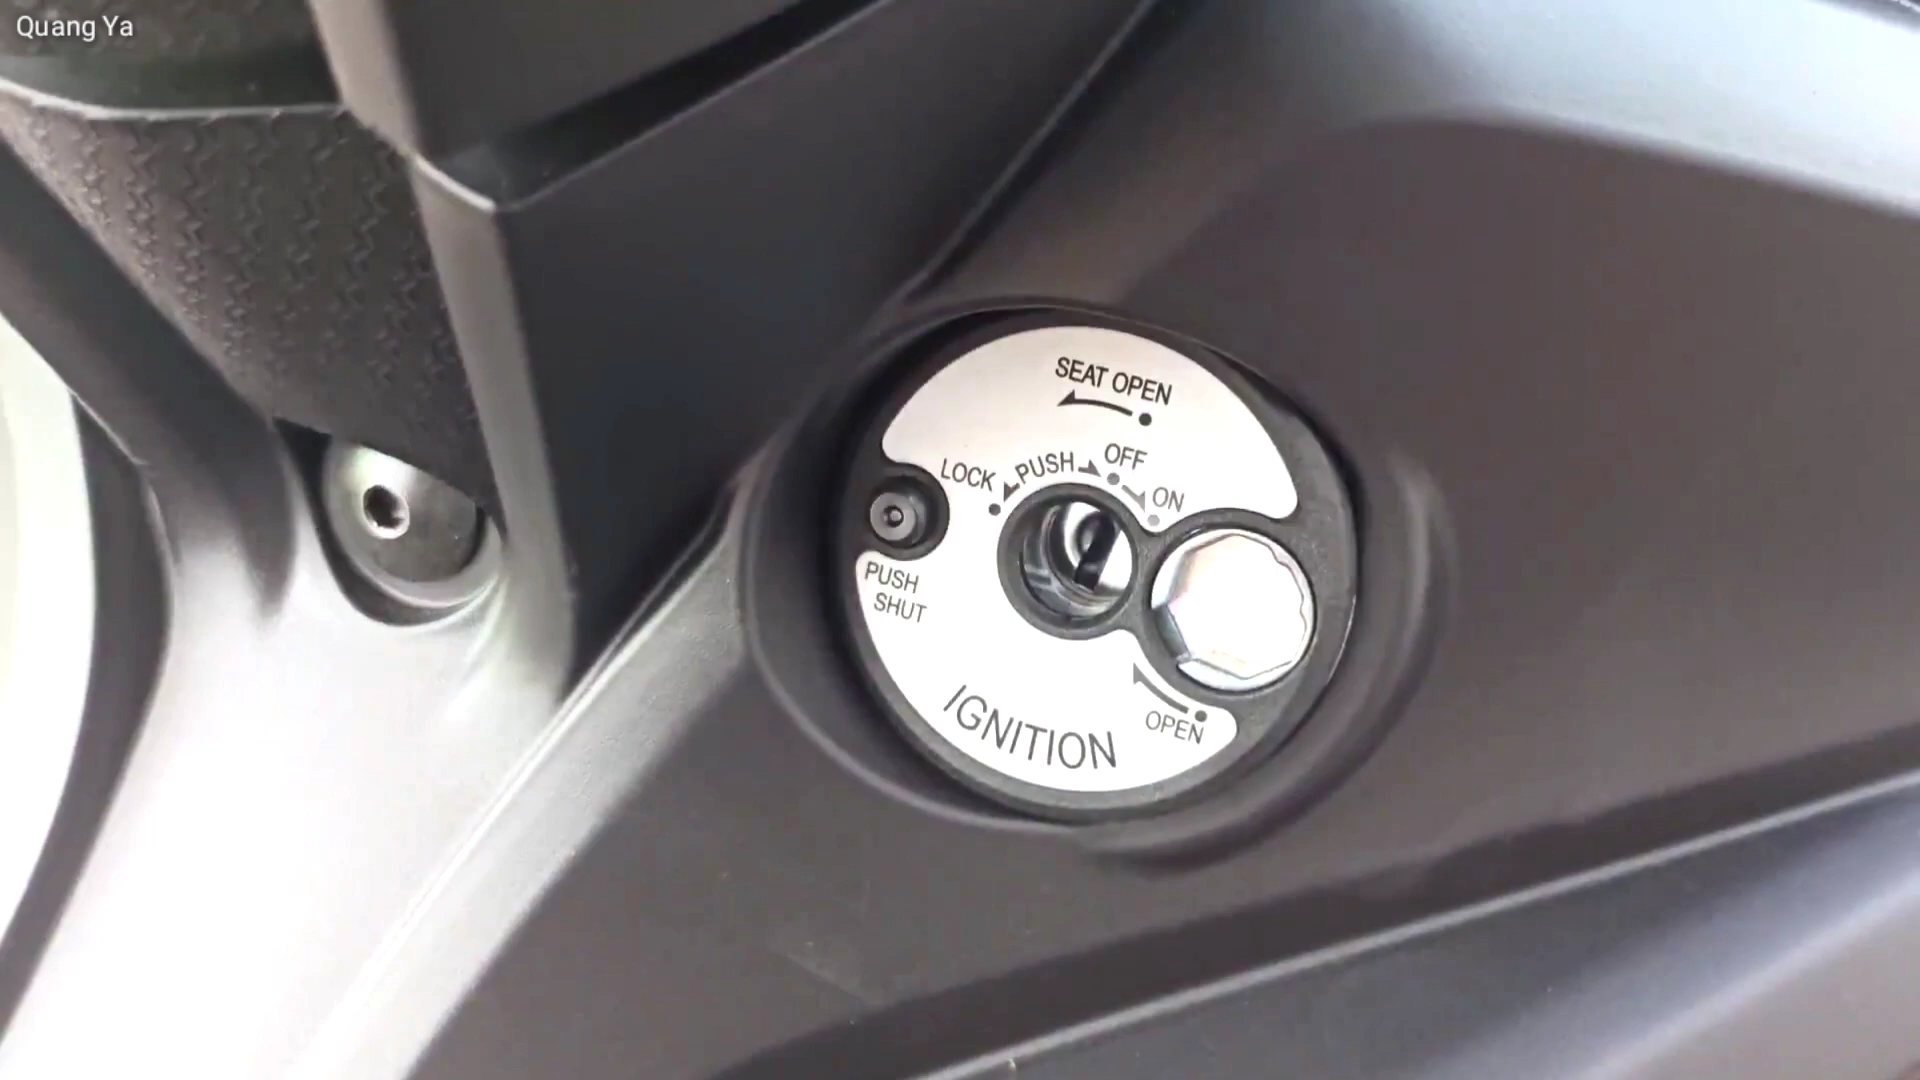 Quang Ya
SEAT OPEN
OFF
LOCK
PUSH
ON
PUSH
SHUT
OPEN
IGNITION